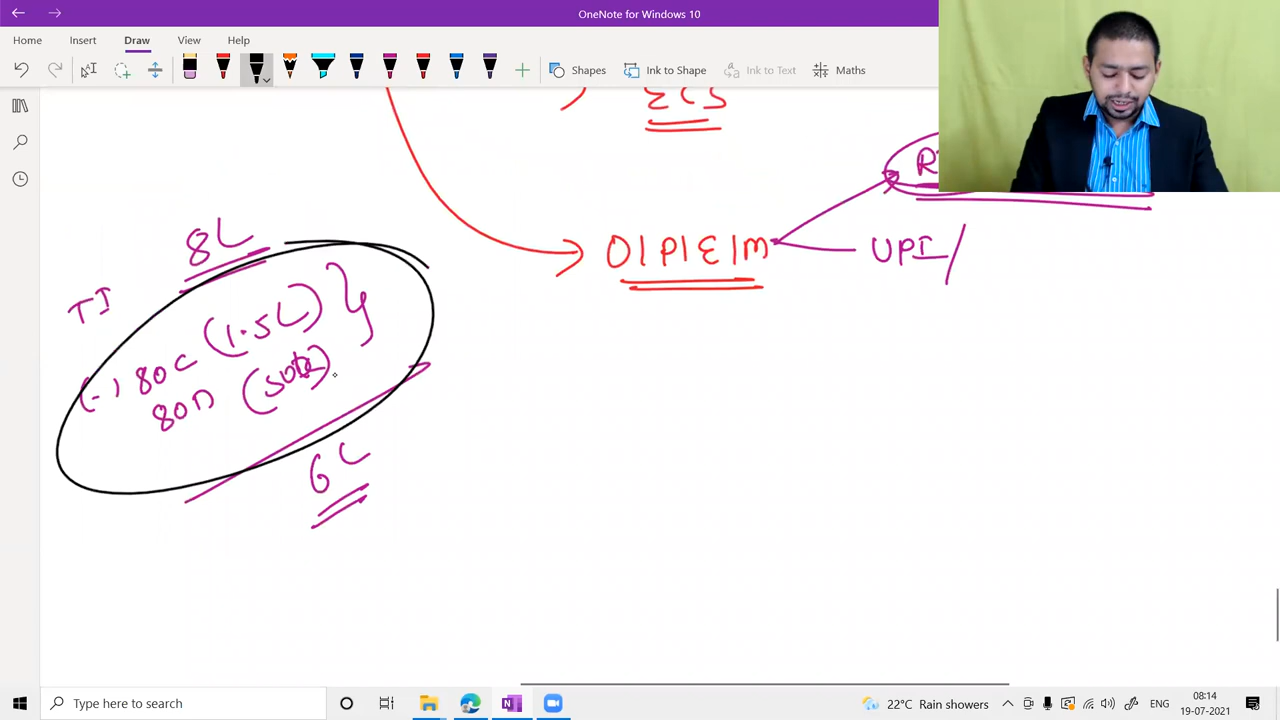 OneNote for Windows 10
Home Insert Draw View Help
Shapes Ink to Shape Ink to Text Maths
ECS
R
O|P|E|M
UPI/
8L
TI
(-) 80C (1.5L)
80D (50k)
6L
Type here to search
22°C Rain showers
ENG
08:14
19-07-2021